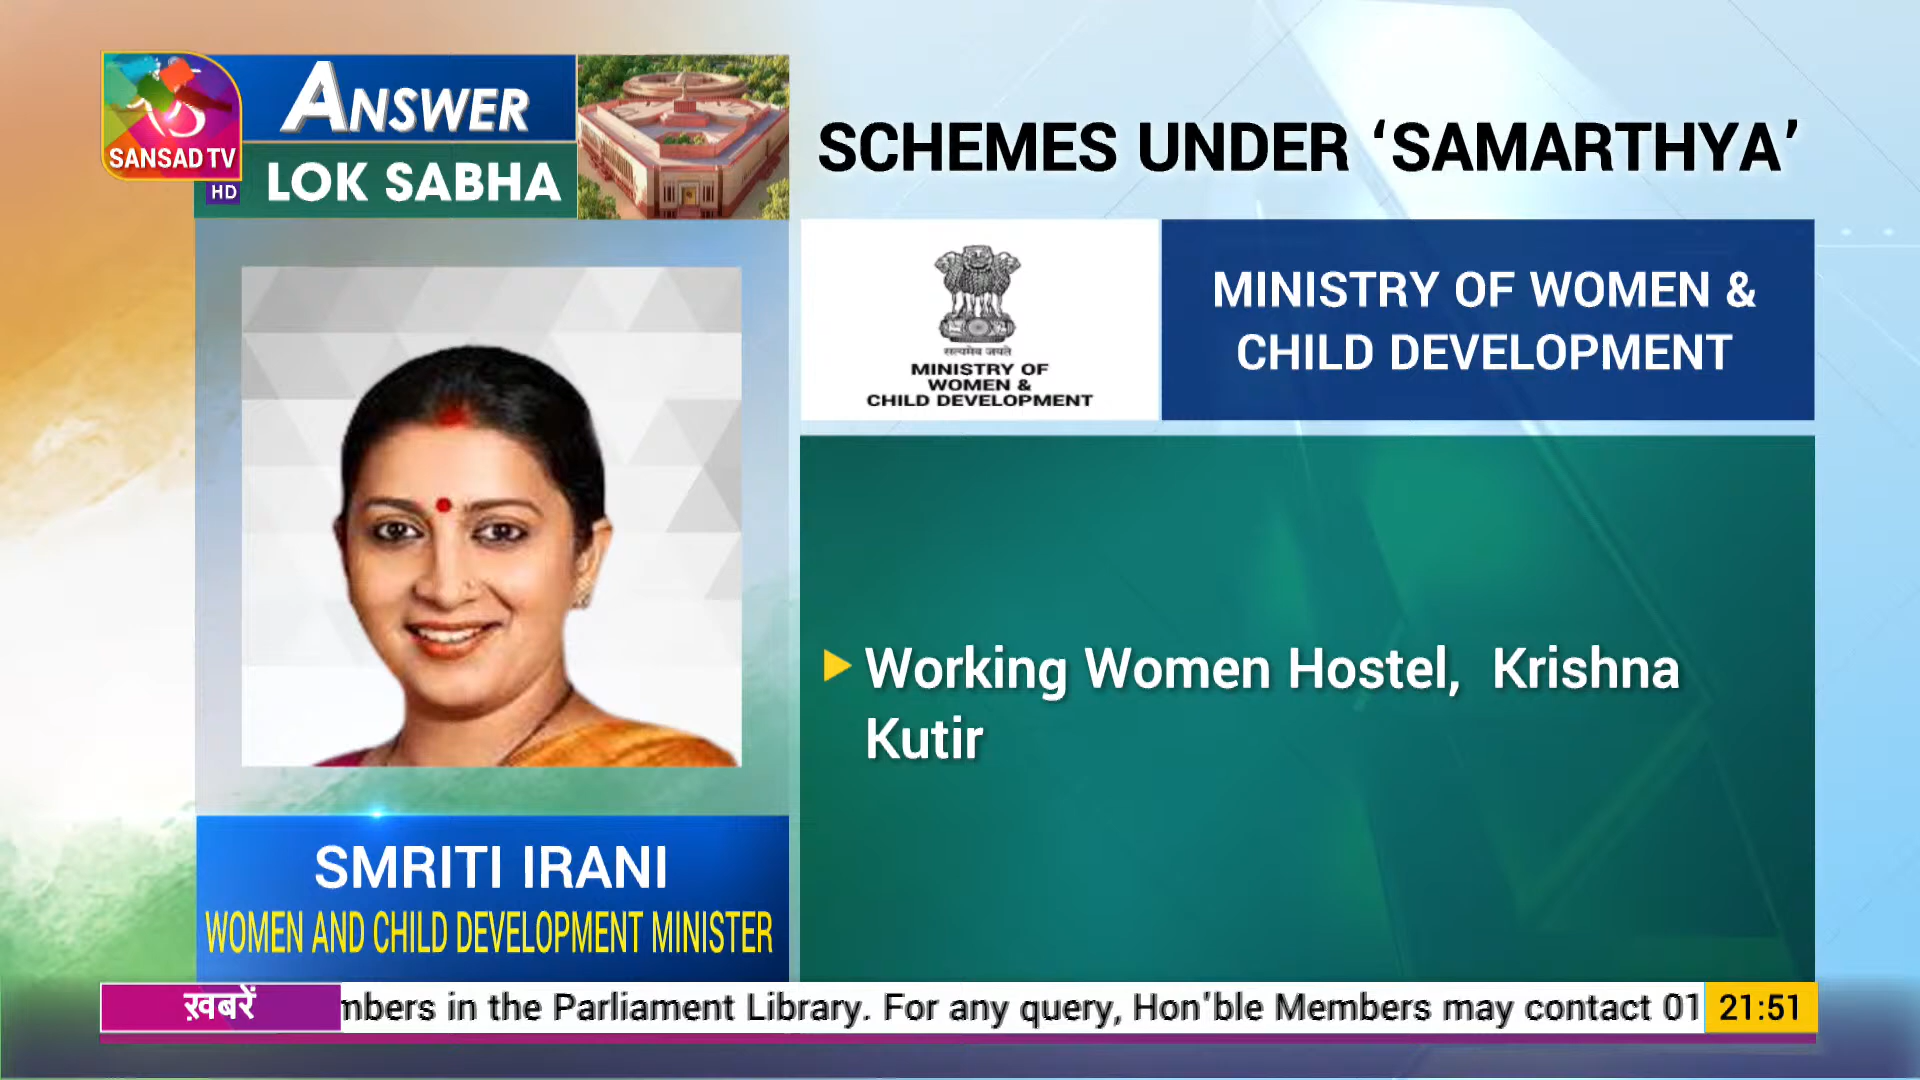 SANSAD TV
HD
ANSWER
LOK SABHA
SCHEMES UNDER ‘SAMARTHYA’
सत्यमेव जयते
MINISTRY OF
WOMEN &
CHILD DEVELOPMENT
MINISTRY OF WOMEN &
CHILD DEVELOPMENT
Working Women Hostel, Krishna
Kutir
SMRITI IRANI
WOMEN AND CHILD DEVELOPMENT MINISTER
ख़बरें
mbers in the Parliament Library. For any query, Hon'ble Members may contact 01
21:51